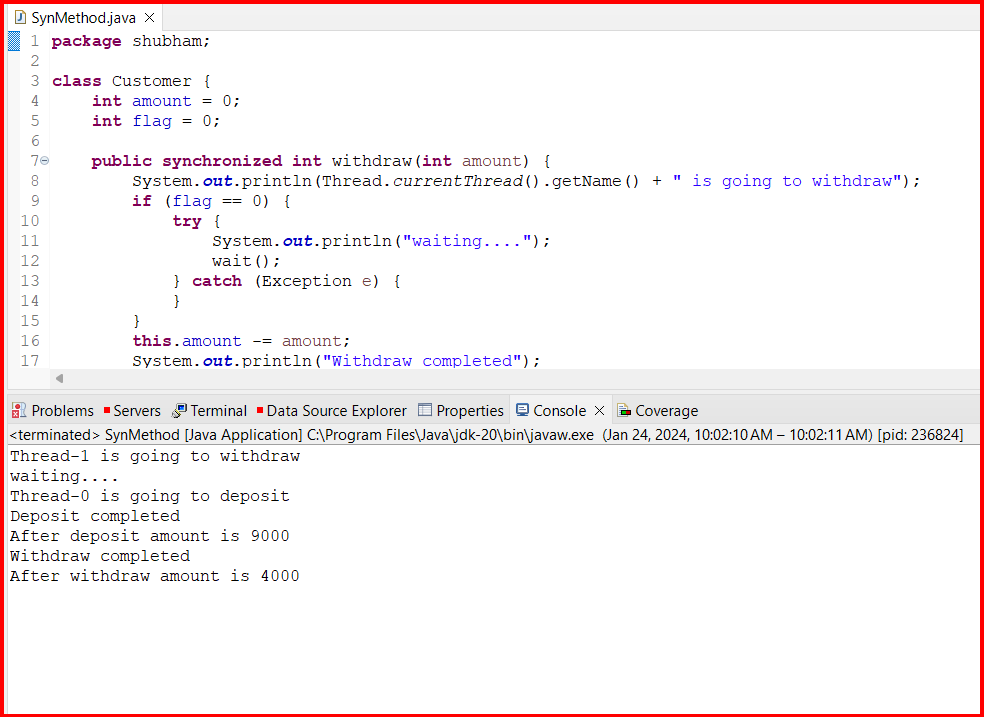 SynMethod.java
1 package shubham;
2
3 class Customer {
4     int amount = 0;
5     int flag = 0;
6
7     public synchronized int withdraw(int amount) {
8         System.out.println(Thread.currentThread().getName() + " is going to withdraw");
9         if (flag == 0) {
10             try {
11                 System.out.println("waiting....");
12                 wait();
13             } catch (Exception e) {
14             }
15         }
16         this.amount -= amount;
17         System.out.println("Withdraw completed");
Problems Servers Terminal Data Source Explorer Properties Console Coverage
<terminated> SynMethod [Java Application] C:\Program Files\Java\jdk-20\bin\javaw.exe (Jan 24, 2024, 10:02:10 AM – 10:02:11 AM) [pid: 236824]
Thread-1 is going to withdraw
waiting....
Thread-0 is going to deposit
Deposit completed
After deposit amount is 9000
Withdraw completed
After withdraw amount is 4000